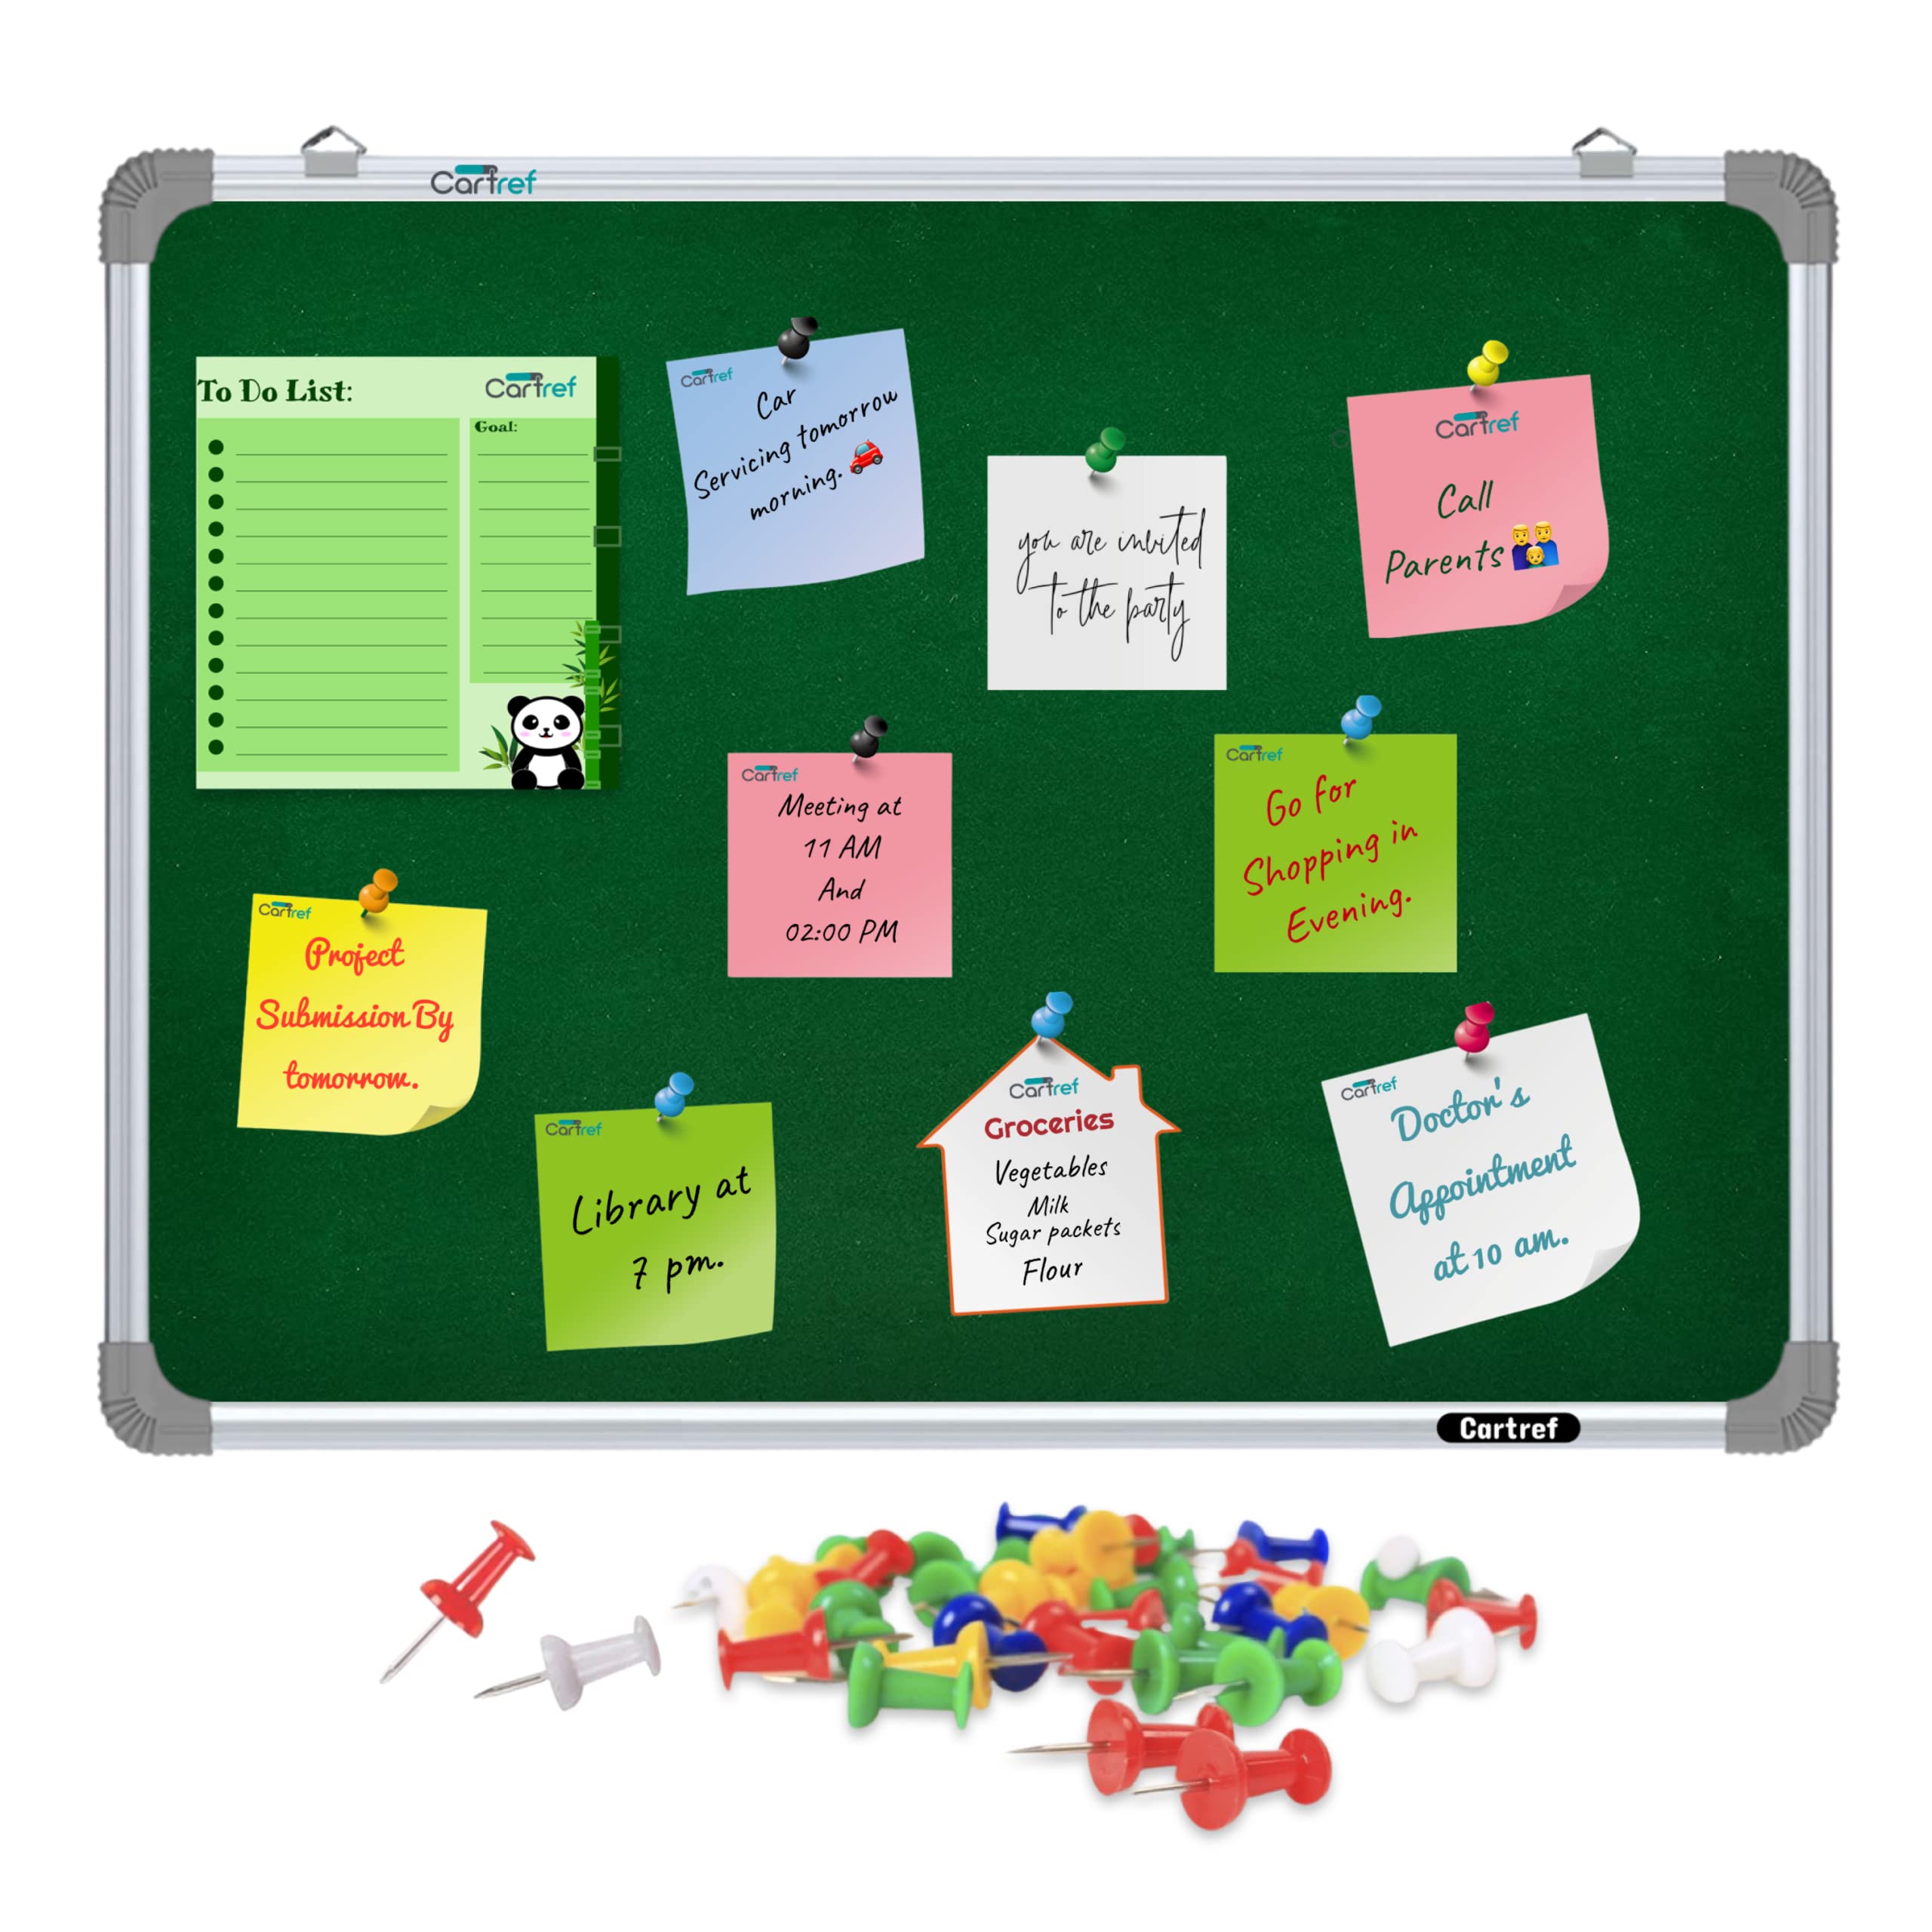 Cartref
To Do List:
Cartref
Goal:
Cartref
Car
Servicing tomorrow
morning.
you are invited
to the party
Cartref
Call
Parents
Cartref
Meeting at
11 AM
And
02:00 PM
Cartref
Go for
Shopping in
Evening.
Cartref
Project
Submission By
tomorrow.
Cartref
Library at
7 pm.
Cartref
Groceries
Vegetables
Milk
Sugar packets
Flour
Cartref
Doctor's
Appointment
at 10 am.
Cartref